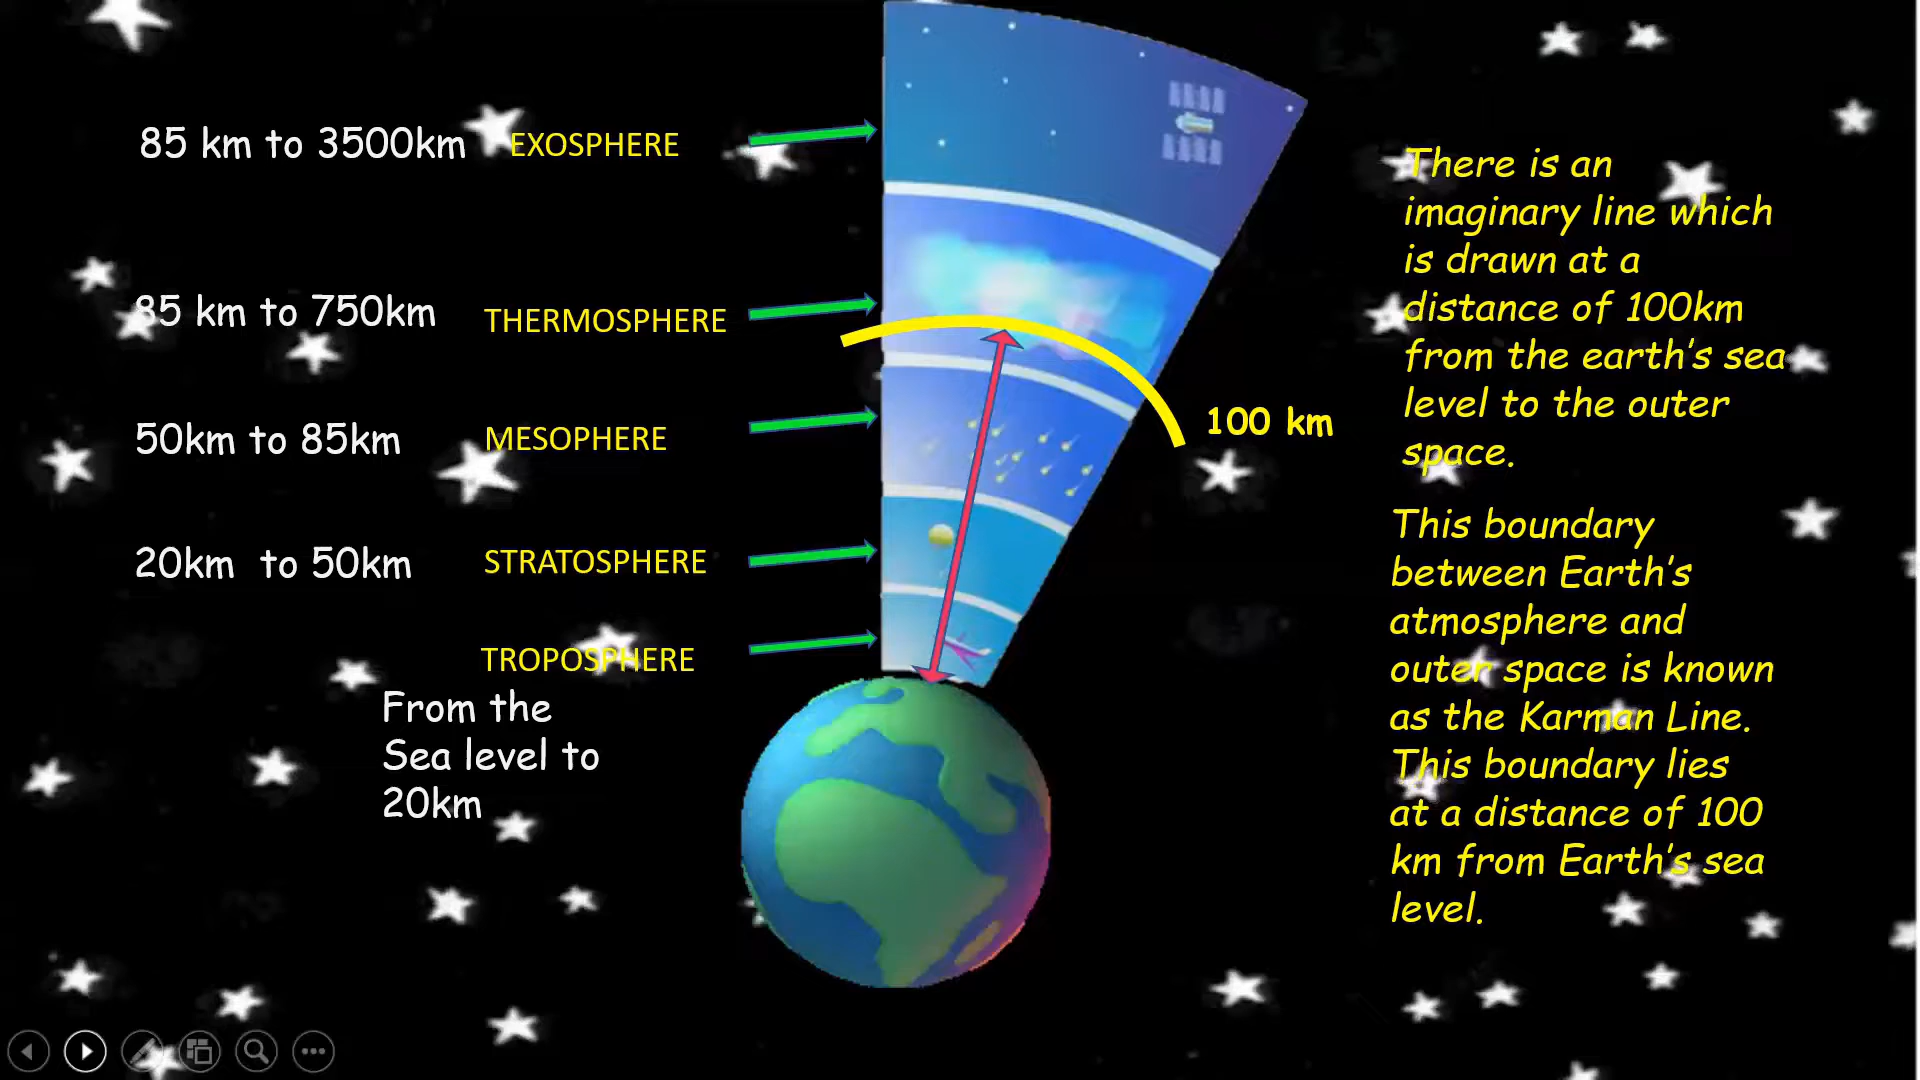 85 km to 3500km EXOSPHERE
85 km to 750km THERMOSPHERE
50km to 85km MESOPHERE
20km to 50km STRATOSPHERE
TROPOSPHERE
From the
Sea level to
20km
100 km
There is an
imaginary line which
is drawn at a
distance of 100km
from the earth's sea
level to the outer
space.
This boundary
between Earth's
atmosphere and
outer space is known
as the Karman Line.
This boundary lies
at a distance of 100
km from Earth's sea
level.